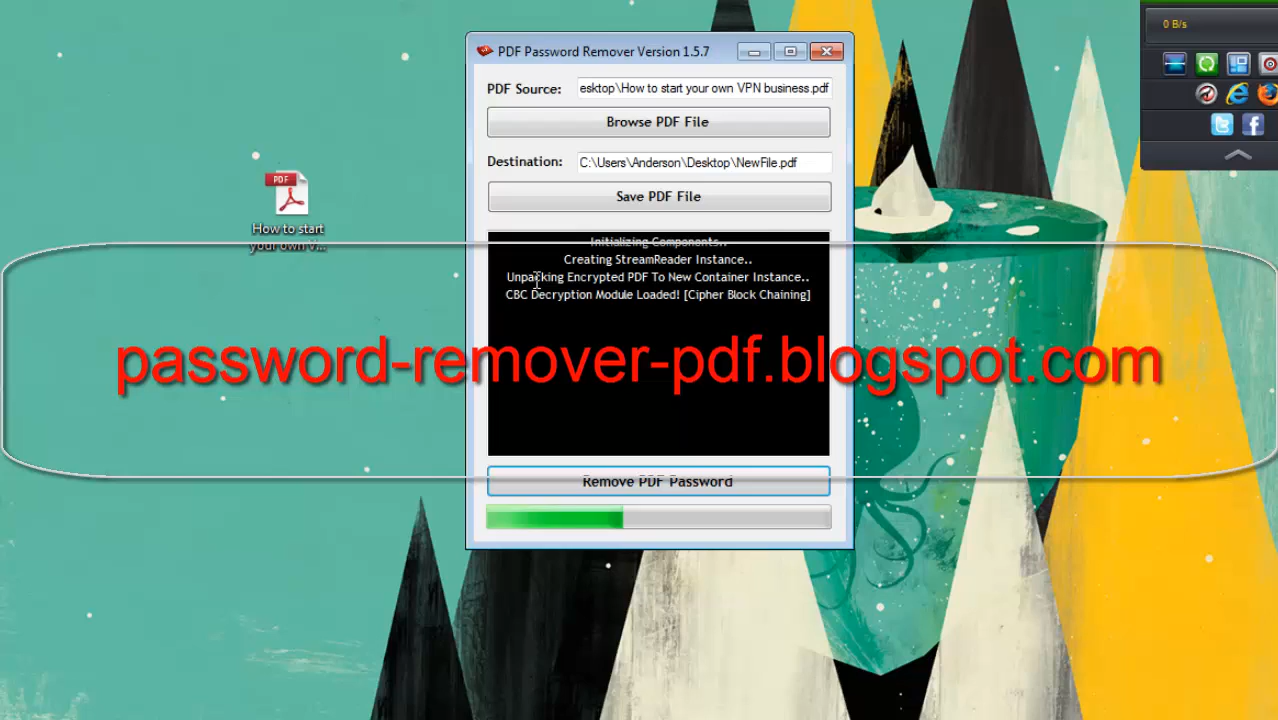 0 B/s
PDF Password Remover Version 1.5.7
PDF Source: esktop\How to start your own VPN business.pdf
Browse PDF File
Destination: C:\Users\Anderson\Desktop\NewFile.pdf
Save PDF File
PDF
How to start
your own V...
Initializing Components..
Creating StreamReader Instance..
Unpacking Encrypted PDF To New Container Instance..
CBC Decryption Module Loaded! [Cipher Block Chaining]
password-remover-pdf.blogspot.com
Remove PDF Password